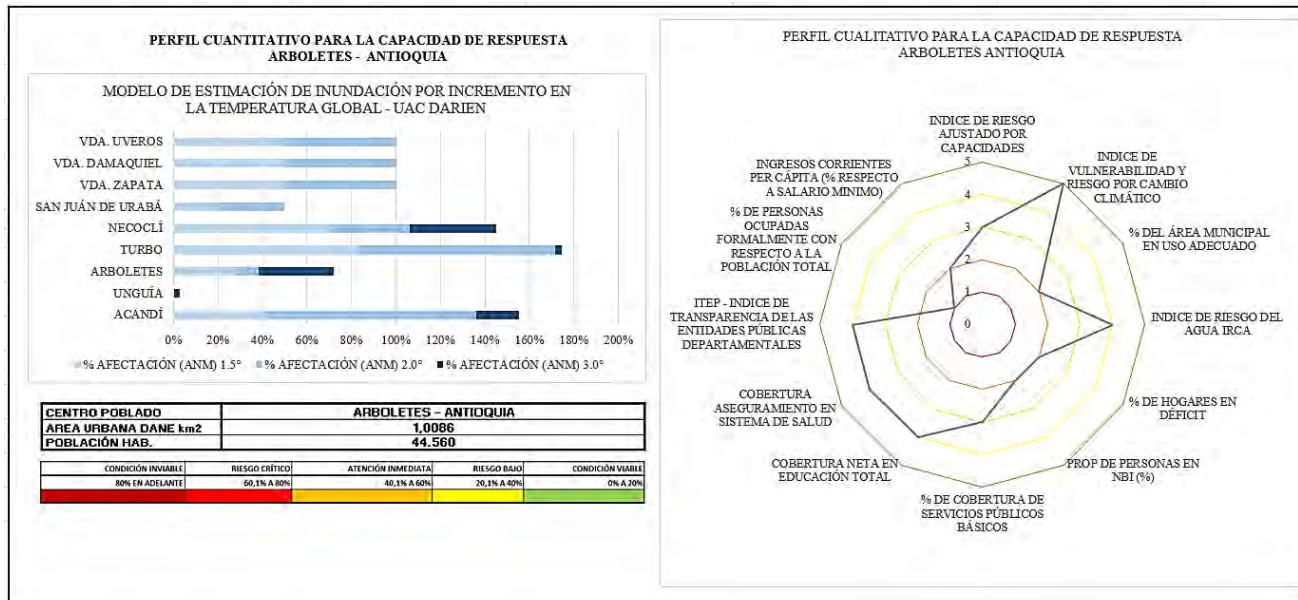 PERFIL CUANTITATIVO PARA LA CAPACIDAD DE RESPUESTA
ARBOLETES - ANTIOQUIA
MODELO DE ESTIMACIÓN DE INUNDACIÓN POR INCREMENTO EN
LA TEMPERATURA GLOBAL - UAC DARIEN
VDA. UVEROS
VDA. DAMAQUIEL
VDA. ZAPATA
SAN JUÁN DE URABÁ
NECOCLÍ
TURBO
ARBOLETES
UNGUÍA
ACANDÍ
0% 20% 40% 60% 80% 100% 120% 140% 160% 180% 200%
% AFECTACIÓN (ANM) 1.5° % AFECTACIÓN (ANM) 2.0° % AFECTACIÓN (ANM) 3.0°
CENTRO POBLADO ARBOLETES - ANTIOQUIA
AREA URBANA DANE km2 1,0086
POBLACIÓN HAB. 44.560
CONDICIÓN INVIABLE RIESGO CRÍTICO ATENCIÓN INMEDIATA RIESGO BAJO CONDICIÓN VIABLE
80% EN ADELANTE 60,1% A 80% 40,1% A 60% 20,1% A 40% 0% A 20%
PERFIL CUALITATIVO PARA LA CAPACIDAD DE RESPUESTA
ARBOLETES ANTIOQUIA
INDICE DE RIESGO
AJUSTADO POR
CAPACIDADES
INDICE DE
VULNERABILIDAD Y
RIESGO POR CAMBIO
CLIMÁTICO
% DEL ÁREA MUNICIPAL
EN USO ADECUADO
INDICE DE RIESGO DEL
AGUA IRCA
% DE HOGARES EN
DÉFICIT
PROP DE PERSONAS EN
NBI (%)
% DE COBERTURA DE
SERVICIOS PÚBLICOS
BÁSICOS
COBERTURA NETA EN
EDUCACIÓN TOTAL
COBERTURA
ASEGURAMIENTO EN
SISTEMA DE SALUD
ITEP - INDICE DE
TRANSPARENCIA DE LAS
ENTIDADES PÚBLICAS
DEPARTAMENTALES
% DE PERSONAS
OCUPADAS
FORMALMENTE CON
RESPECTO A LA
POBLACIÓN TOTAL
INGRESOS CORRIENTES
PER CÁPITA (% RESPECTO
A SALARIO MINIMO)
5
4
3
2
1
0